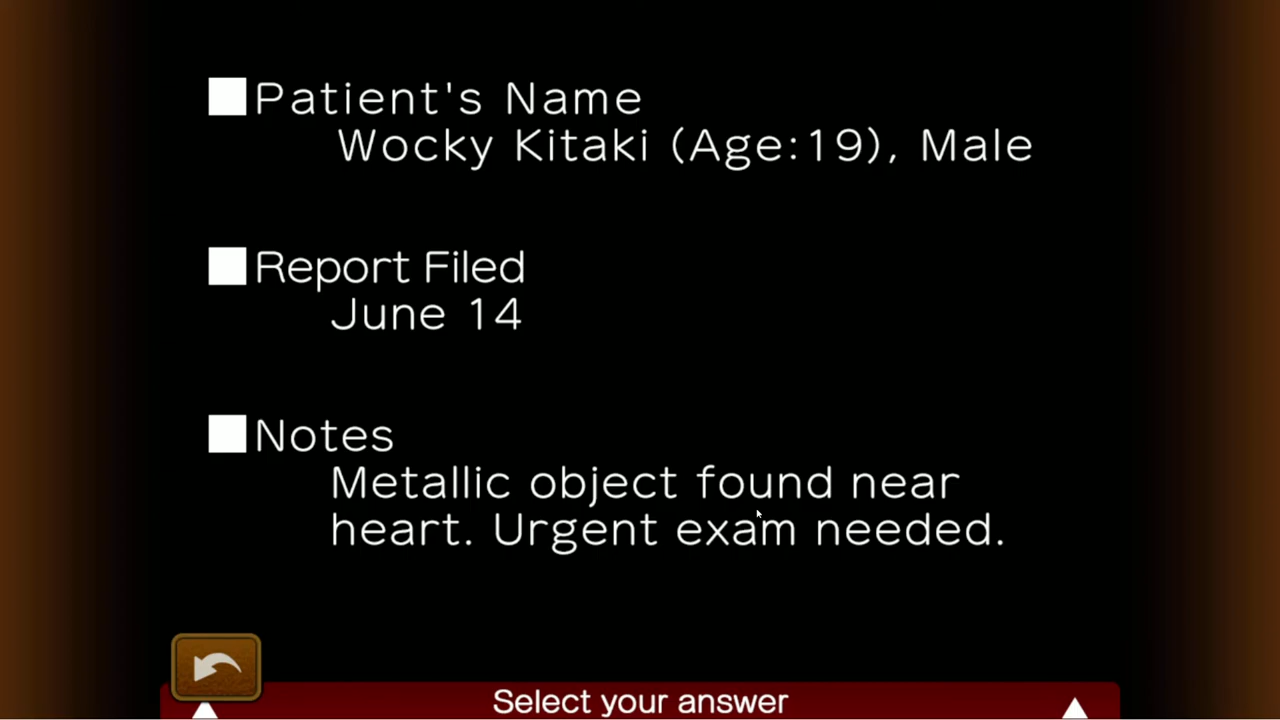 ■Patient's Name
Wocky Kitaki (Age:19), Male
■Report Filed
June 14
■Notes
Metallic object found near
heart. Urgent exam needed.
Select your answer